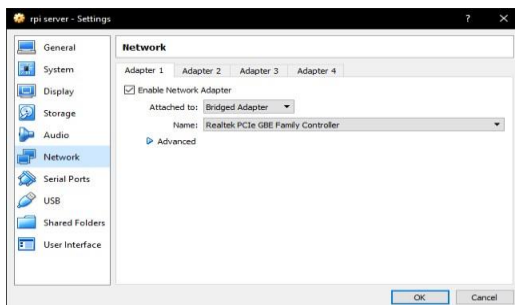 rpi server - Settings
?
General
System
Display
Storage
Audio
Network
Serial Ports
USB
Shared Folders
User Interface
Network
Adapter 1 Adapter 2 Adapter 3 Adapter 4
Enable Network Adapter
Attached to: Bridged Adapter
Name: Realtek PCIe GBE Family Controller
Advanced
OK Cancel